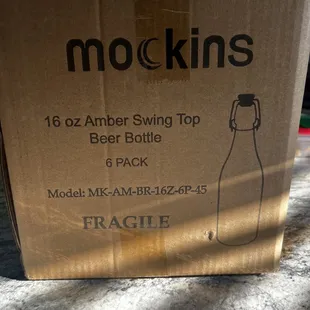 mockins
16 oz Amber Swing Top
Beer Bottle
6 PACK
Model: MK-AM-BR-16Z-6P-45
FRAGILE